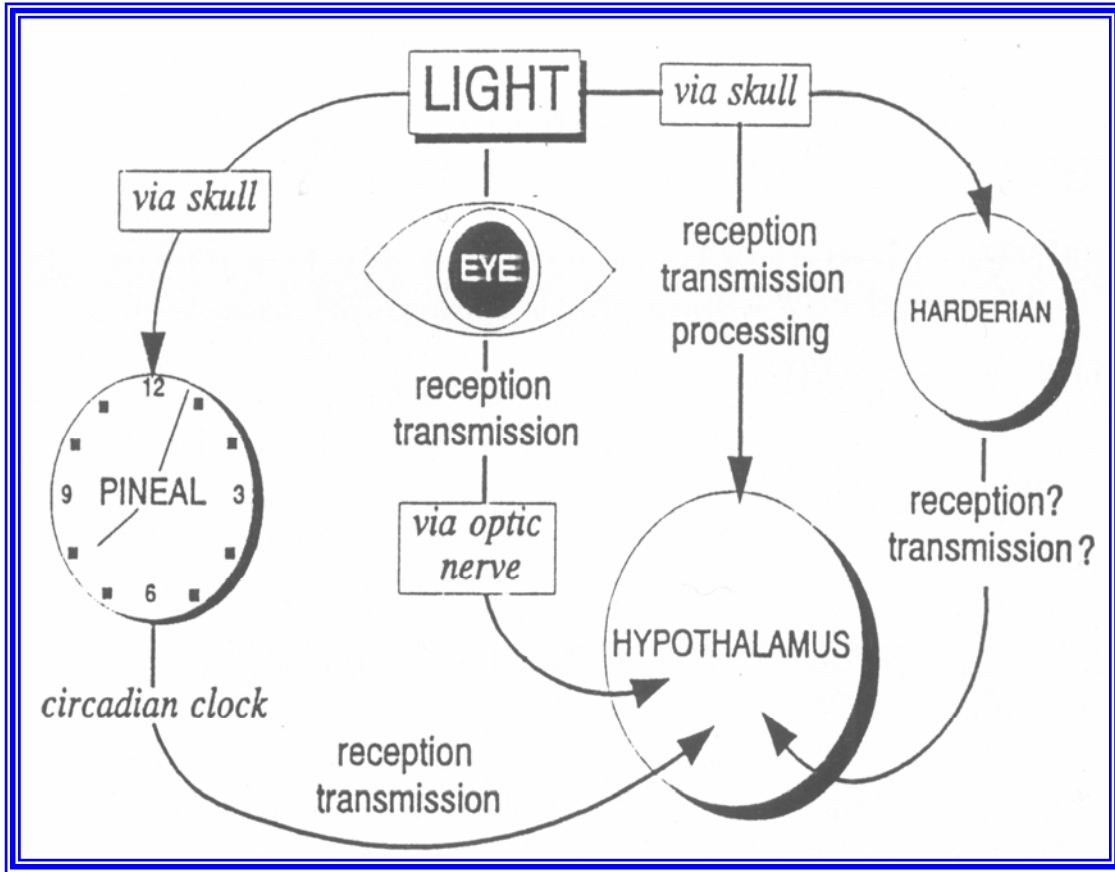 LIGHT
via skull
via skull
EYE
reception
transmission
processing
HARDERIAN
reception
transmission
12
9
PINEAL
3
6
via optic
nerve
reception?
transmission?
HYPOTHALAMUS
circadian clock
reception
transmission